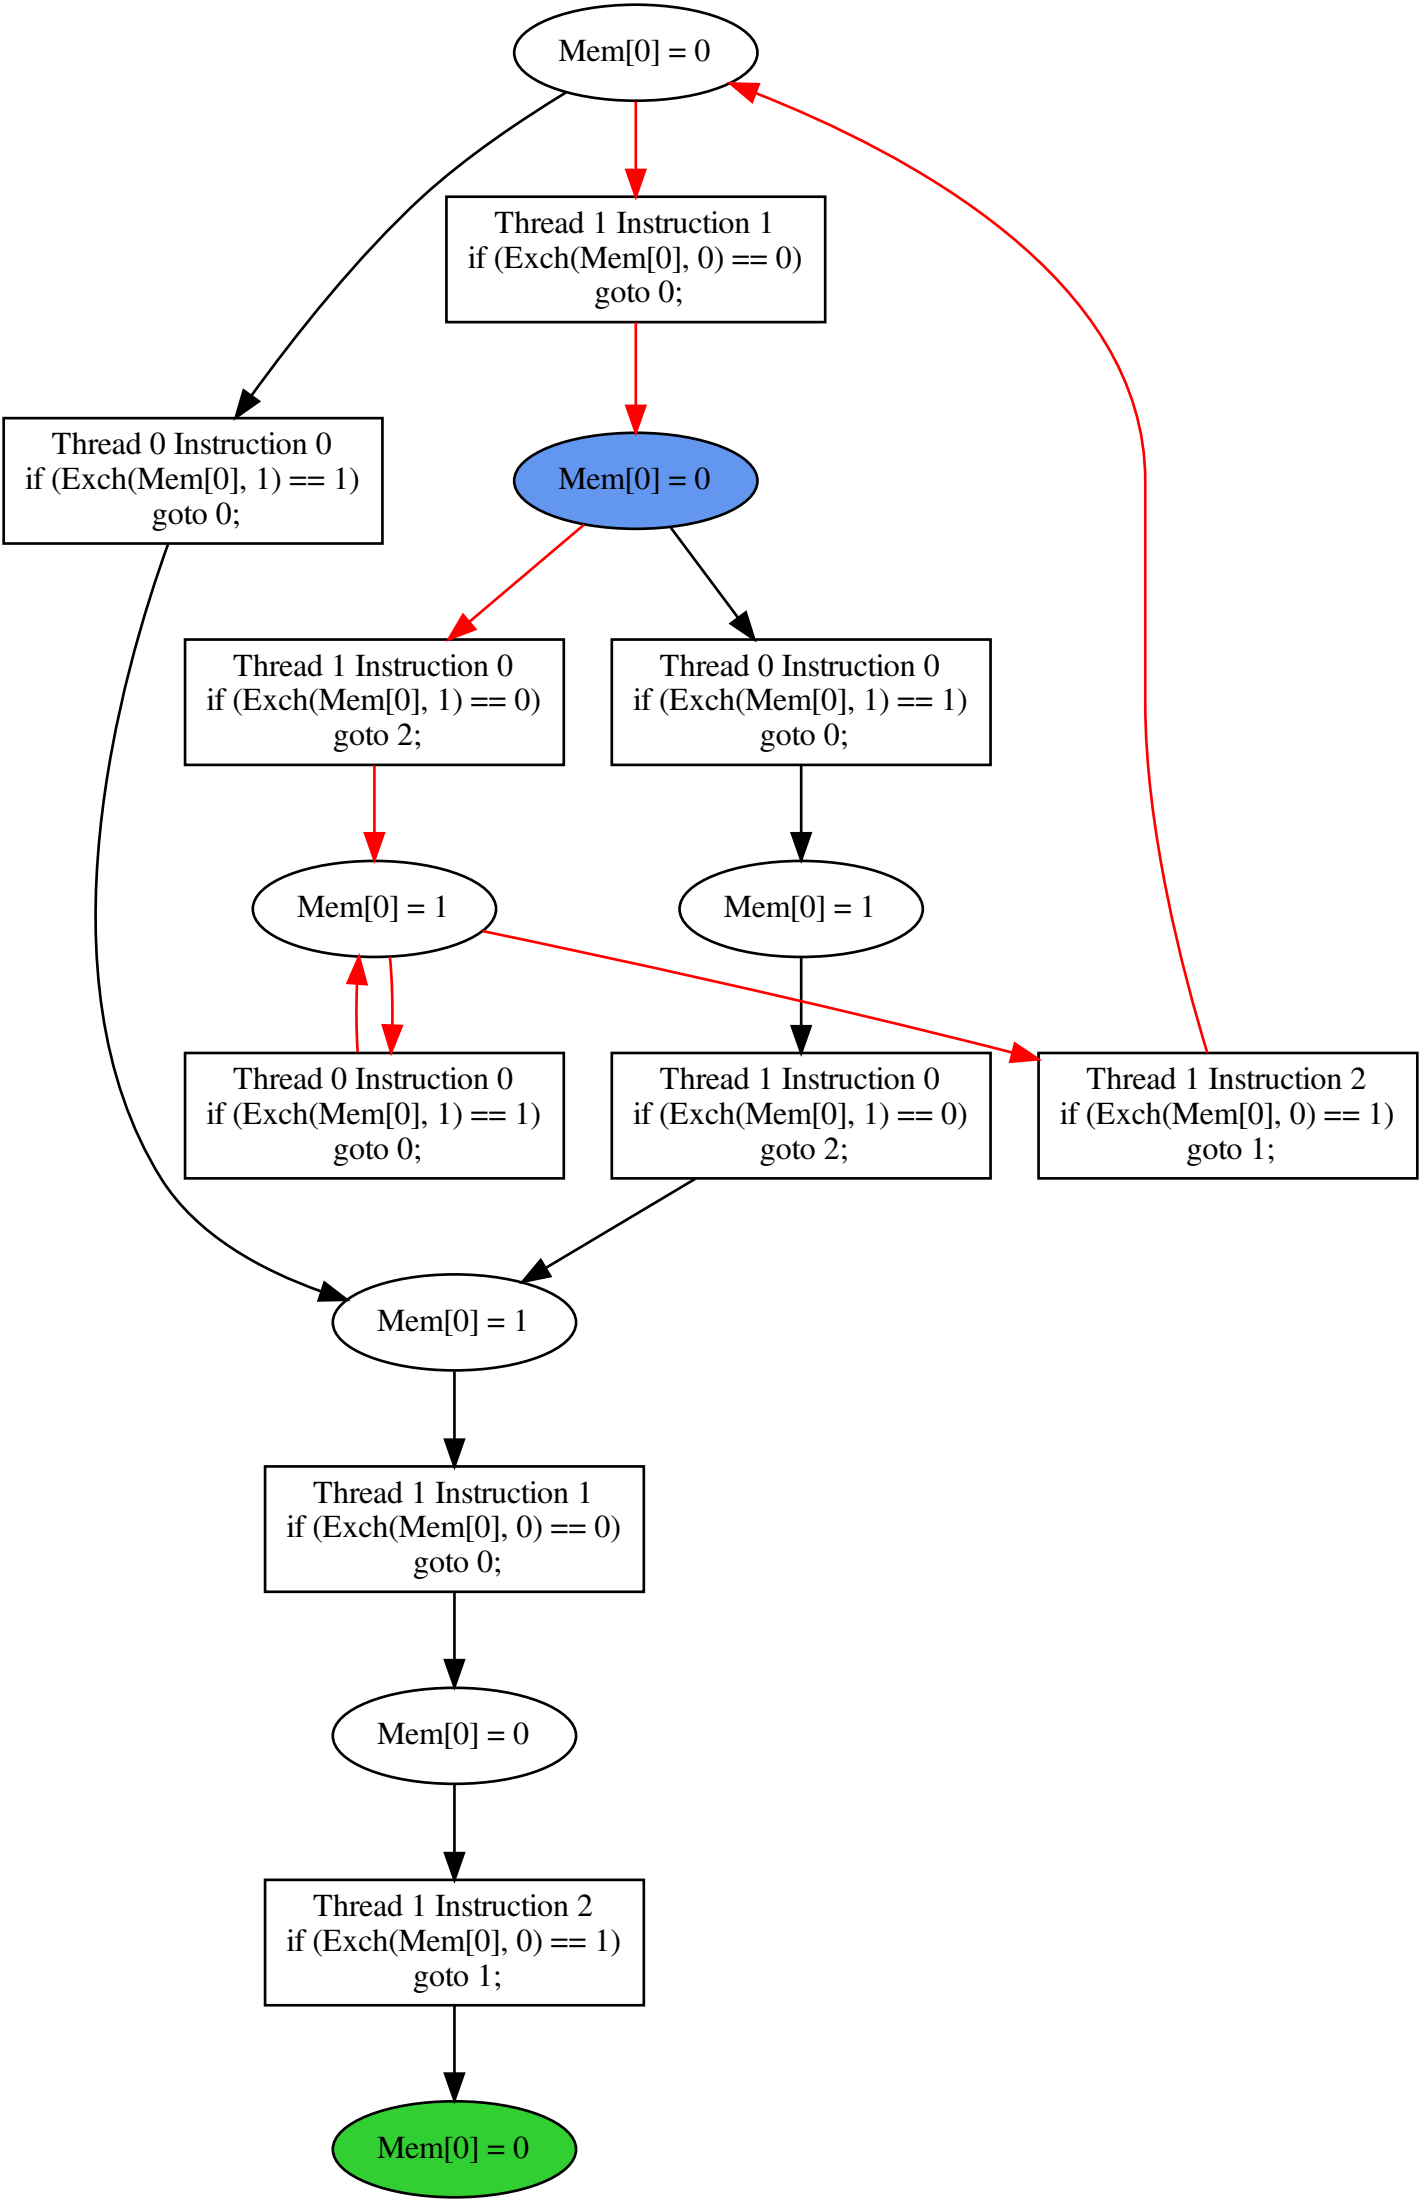 Mem[0] = 0
Thread 1 Instruction 1
if (Exch(Mem[0], 0) == 0)
goto 0;
Thread 0 Instruction 0
if (Exch(Mem[0], 1) == 1)
goto 0;
Mem[0] = 0
Thread 1 Instruction 0
if (Exch(Mem[0], 1) == 0)
goto 2;
Thread 0 Instruction 0
if (Exch(Mem[0], 1) == 1)
goto 0;
Mem[0] = 1
Mem[0] = 1
Thread 0 Instruction 0
if (Exch(Mem[0], 1) == 1)
goto 0;
Thread 1 Instruction 0
if (Exch(Mem[0], 1) == 0)
goto 2;
Thread 1 Instruction 2
if (Exch(Mem[0], 0) == 1)
goto 1;
Mem[0] = 1
Thread 1 Instruction 1
if (Exch(Mem[0], 0) == 0)
goto 0;
Mem[0] = 0
Thread 1 Instruction 2
if (Exch(Mem[0], 0) == 1)
goto 1;
Mem[0] = 0